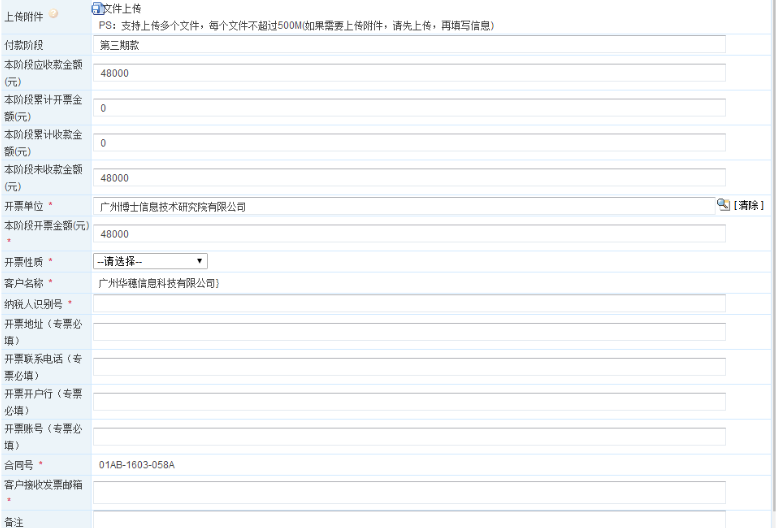 上传附件
文件上传
PS：支持上传多个文件，每个文件不超过500M(如果需要上传附件，请先上传，再填写信息)
付款阶段 第三期款
本阶段应收款金额
(元)
48000
本阶段累计开票金
额(元)
0
本阶段累计收款金
额(元)
0
本阶段未收款金额
(元)
48000
开票单位 * 广州博士信息技术研究院有限公司 [清除]
本阶段开票金额(元)
*
48000
开票性质 * --请选择--
客户名称 * 广州华穗信息科技有限公司}
纳税人识别号 *
开票地址（专票必
填）
开票联系电话（专
票必填）
开票开户行（专票
必填）
开票账号（专票必
填）
合同号 * 01AB-1603-058A
客户接收发票邮箱
*
备注